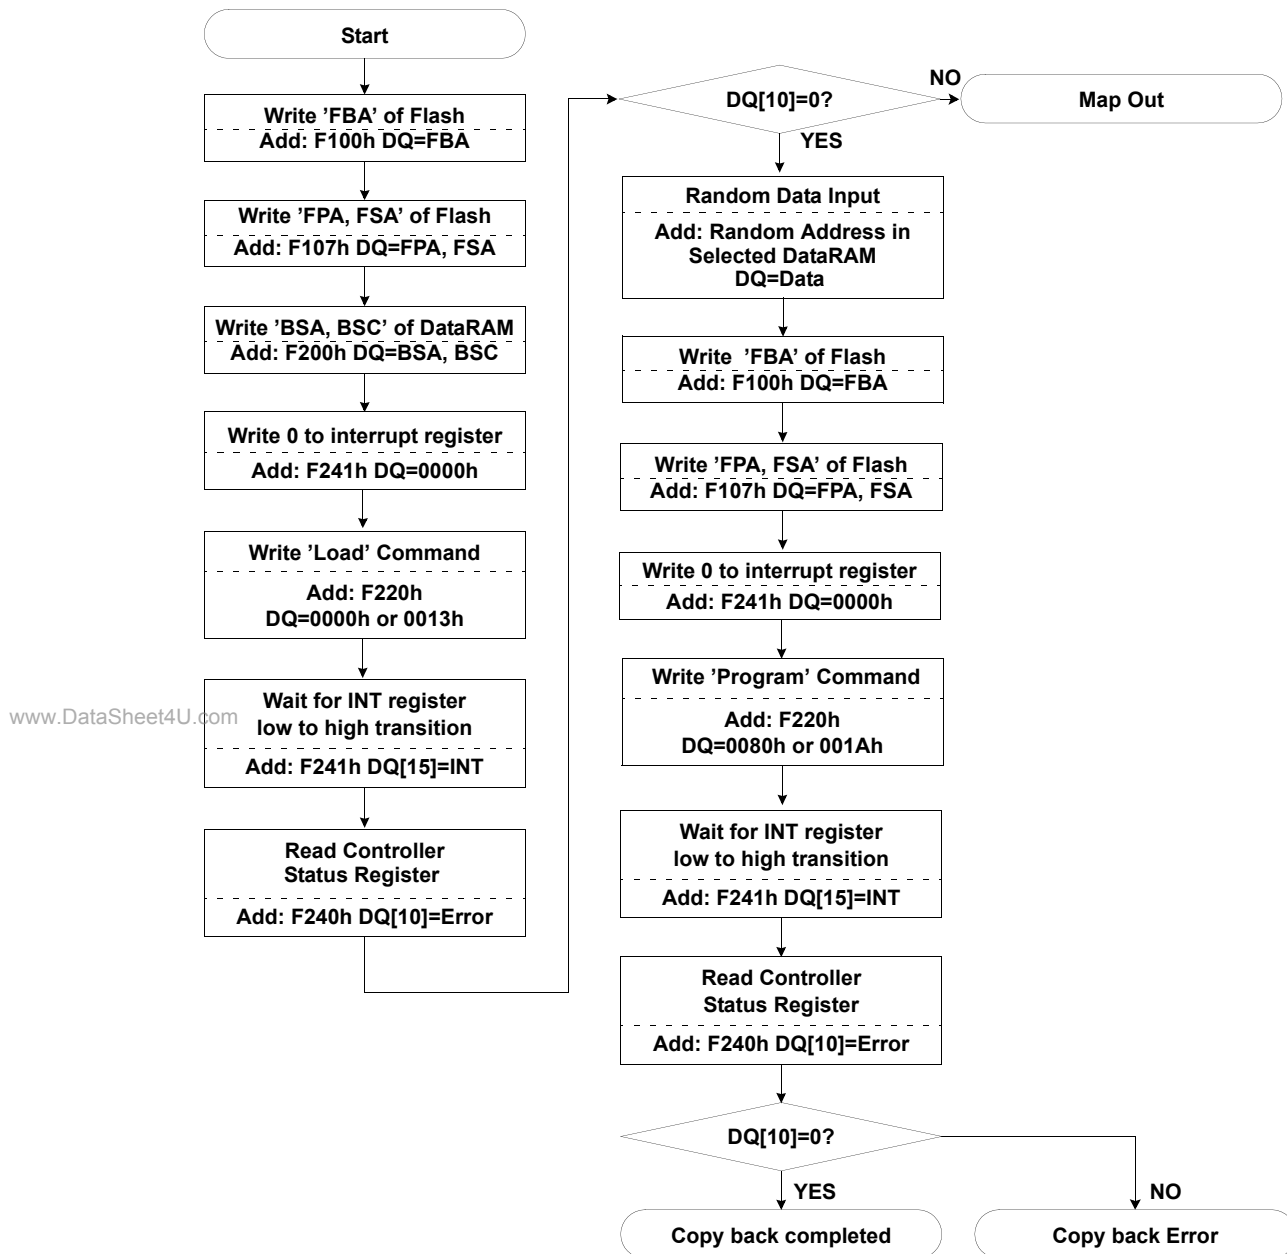 Start
Write ’FBA’ of Flash
Add: F100h DQ=FBA
Write ’FPA, FSA’ of Flash
Add: F107h DQ=FPA, FSA
Write ’BSA, BSC’ of DataRAM
Add: F200h DQ=BSA, BSC
Write 0 to interrupt register
Add: F241h DQ=0000h
Write ’Load’ Command
Add: F220h
DQ=0000h or 0013h
Wait for INT register
low to high transition
Add: F241h DQ[15]=INT
Read Controller
Status Register
Add: F240h DQ[10]=Error
www.DataSheet4U.com
DQ[10]=0?
NO
Map Out
YES
Random Data Input
Add: Random Address in
Selected DataRAM
DQ=Data
Write ’FBA’ of Flash
Add: F100h DQ=FBA
Write ’FPA, FSA’ of Flash
Add: F107h DQ=FPA, FSA
Write 0 to interrupt register
Add: F241h DQ=0000h
Write ’Program’ Command
Add: F220h
DQ=0080h or 001Ah
Wait for INT register
low to high transition
Add: F241h DQ[15]=INT
Read Controller
Status Register
Add: F240h DQ[10]=Error
DQ[10]=0?
YES
NO
Copy back completed
Copy back Error